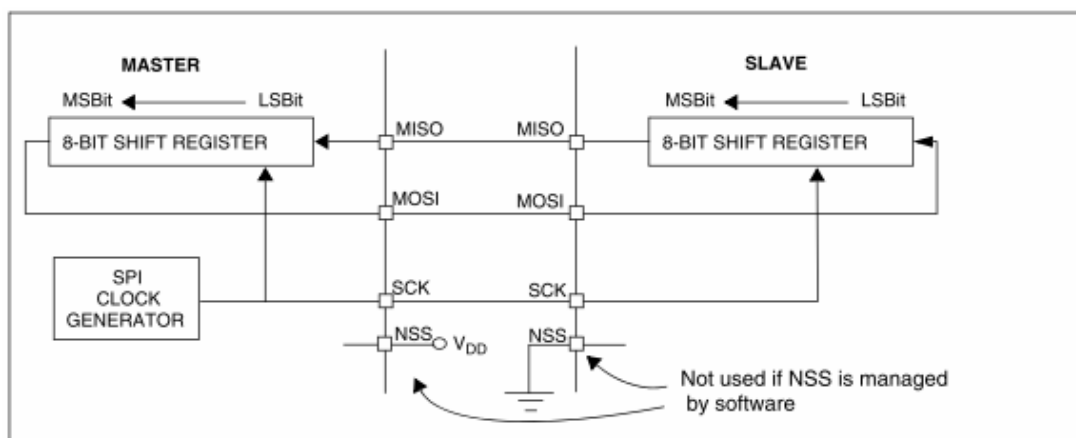 MASTER
SLAVE
MSBit LSBit
MSBit LSBit
8-BIT SHIFT REGISTER
MISO
MISO
8-BIT SHIFT REGISTER
MOSI
MOSI
SPI
CLOCK
GENERATOR
SCK
SCK
NSS
VDD
NSS
Not used if NSS is managed
by software